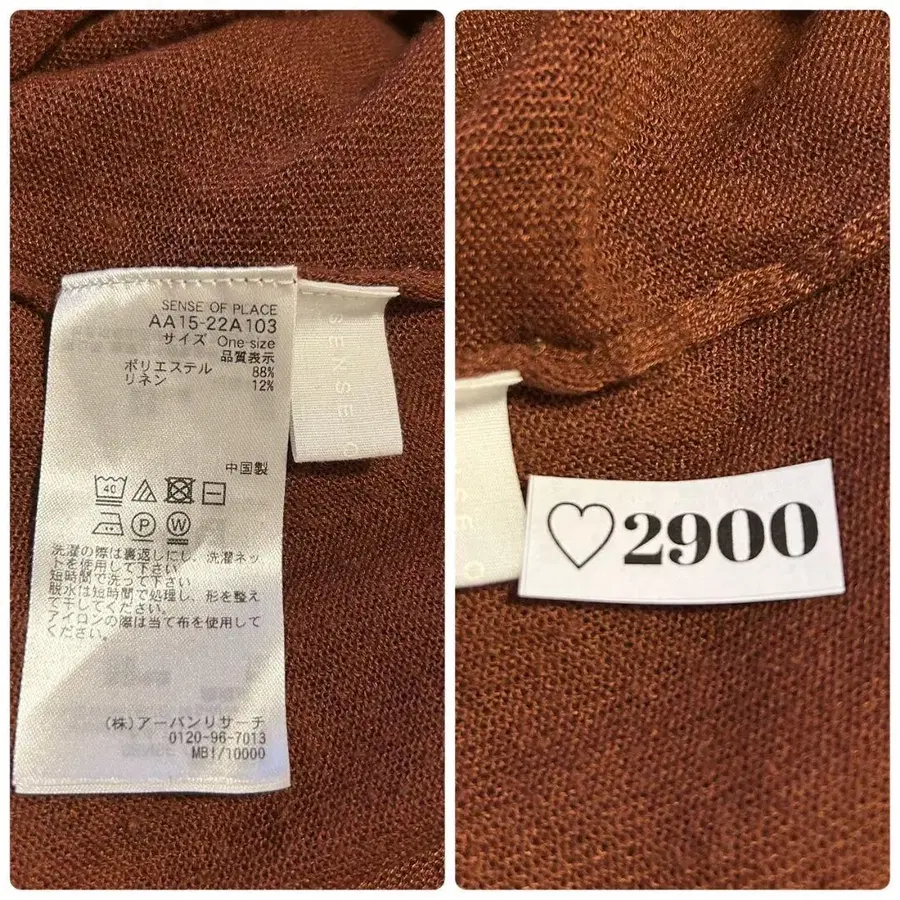 SENSE OF PLACE
AA15-22A103
サイズ One size
品質表示
ポリエステル 88%
リネン 12%
中国製
40
P W
洗濯の際は裏返しにし、洗濯ネッ
トを使用して下さい
短時間で洗って下さい
脱水は短時間で処理し、形を整え
て干してください。
アイロンの際は当て布を使用して
ください。
(株)アーバンリサーチ
0120-96-7013
MB!/10000
SENSE O
SE O
♡2900